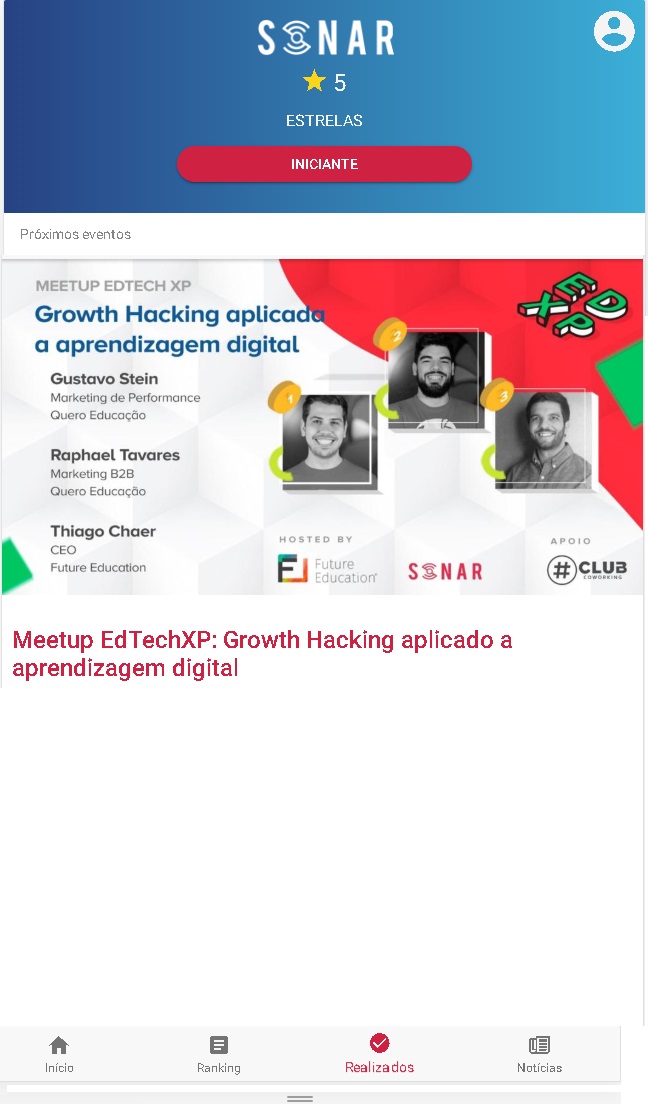 SONAR
5
ESTRELAS
INICIANTE
Próximos eventos
MEETUP EDTECH XP
Growth Hacking aplicada
a aprendizagem digital
Gustavo Stein
Marketing de Performance
Quero Educação
Raphael Tavares
Marketing B2B
Quero Educação
Thiago Chaer
CEO
Future Education
1
2
3
ED
XP
HOSTED BY
Future
Education
SONAR
APOIO
#CLUB
COWORKING
Meetup EdTechXP: Growth Hacking aplicado a
aprendizagem digital
Início
Ranking
Realizados
Notícias